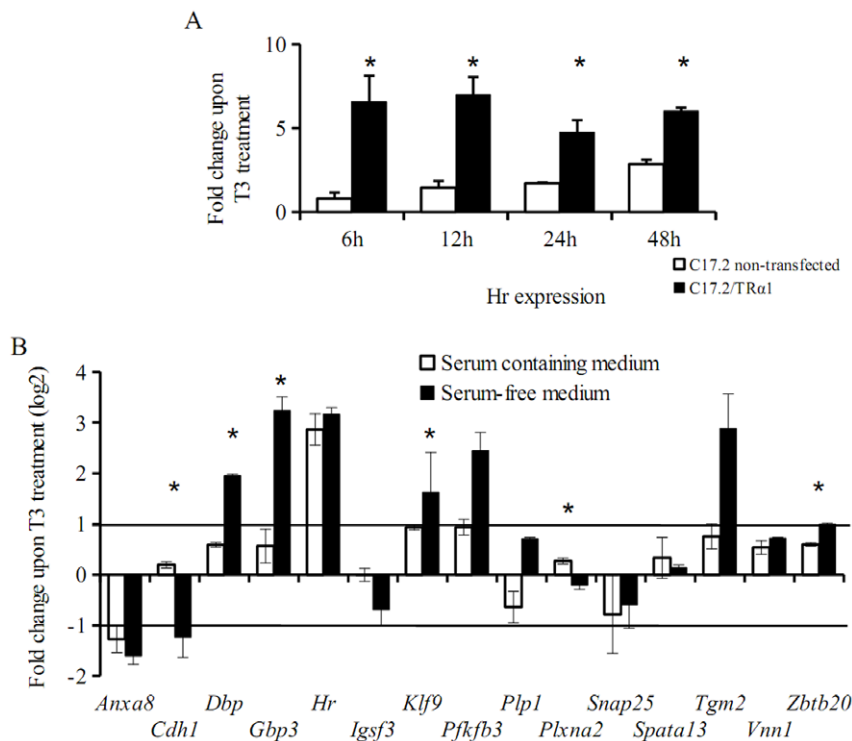 A
Fold change upon
T3 treatment
10
5
0
* * * *
6h 12h 24h 48h
C17.2 non-transfected
C17.2/TRα1
Hr expression
B
Fold change upon T3 treatment (log2)
Serum containing medium
Serum-free medium
4
3
2
1
0
-1
-2
* * * * * *
Anxa8 Dbp Hr Klf9 Plp1 Snap25 Tgm2 Zbtb20
Cdh1 Gbp3 Igsf3 Pfkfb3 Plxna2 Spata13 Vnn1